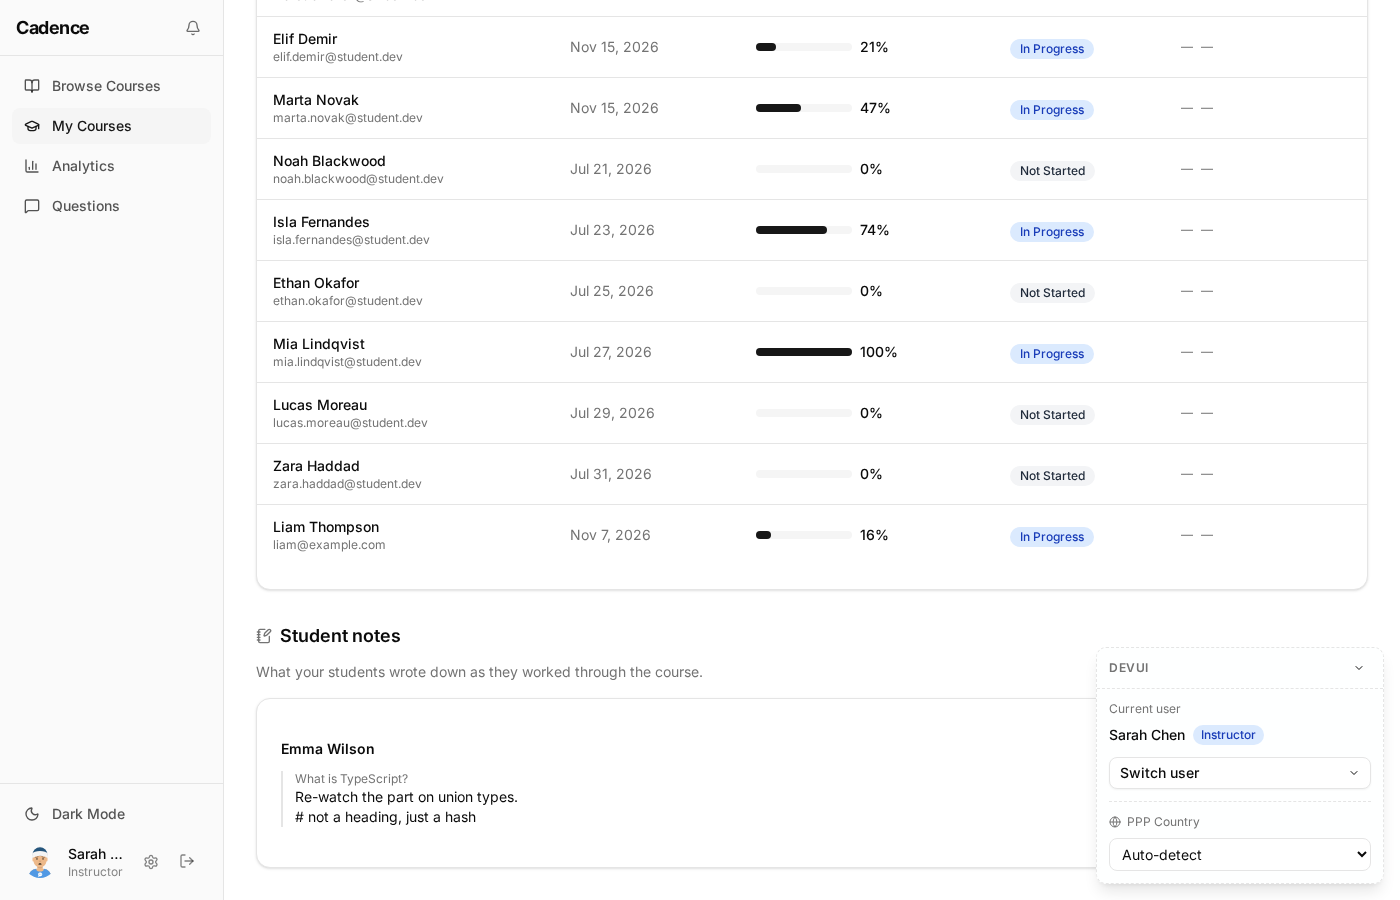 Cadence
Browse Courses
My Courses
Analytics
Questions
Dark Mode
Sarah ...
Instructor
Elif Demir
elif.demir@student.dev
Nov 15, 2026
21%
In Progress
— —
Marta Novak
marta.novak@student.dev
Nov 15, 2026
47%
In Progress
— —
Noah Blackwood
noah.blackwood@student.dev
Jul 21, 2026
0%
Not Started
— —
Isla Fernandes
isla.fernandes@student.dev
Jul 23, 2026
74%
In Progress
— —
Ethan Okafor
ethan.okafor@student.dev
Jul 25, 2026
0%
Not Started
— —
Mia Lindqvist
mia.lindqvist@student.dev
Jul 27, 2026
100%
In Progress
— —
Lucas Moreau
lucas.moreau@student.dev
Jul 29, 2026
0%
Not Started
— —
Zara Haddad
zara.haddad@student.dev
Jul 31, 2026
0%
Not Started
— —
Liam Thompson
liam@example.com
Nov 7, 2026
16%
In Progress
— —
Student notes
What your students wrote down as they worked through the course.
Emma Wilson
What is TypeScript?
Re-watch the part on union types.
# not a heading, just a hash
DEVUI
Current user
Sarah Chen
Instructor
Switch user
PPP Country
Auto-detect